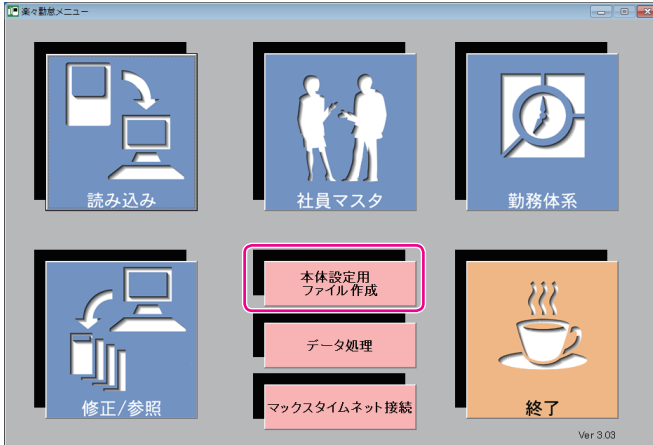 楽々勤怠メニュー
読み込み
社員マスタ
勤務体系
修正/参照
本体設定用
ファイル作成
データ処理
マックスタイムネット接続
終了
Ver 3.03